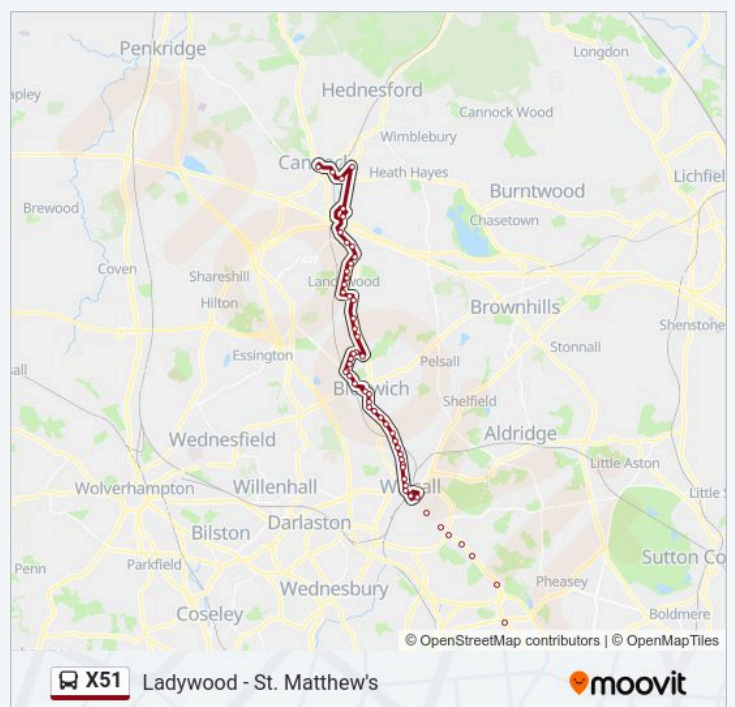 Penkridge
Longdon
Hednesford
apley
Cannock Wood
Wimblebury
Heath Hayes
Lichfiel
Burntwood
Brewood
Chasetown
Coven
Shareshill
Hilton
Brownhills
Shenstone
Essington
Stonnall
all
Pelsall
Shelfield
Wednesfield
Aldridge
Little Aston
Wolverhampton
Willenhall
Little S
Darlaston
Bilston
Sutton Co
Penn
Parkfield
Wednesbury
Pheasey
Coseley
Boldmere
© OpenStreetMap contributors | © OpenMapTiles
X51 Ladywood - St. Matthew's
moovit